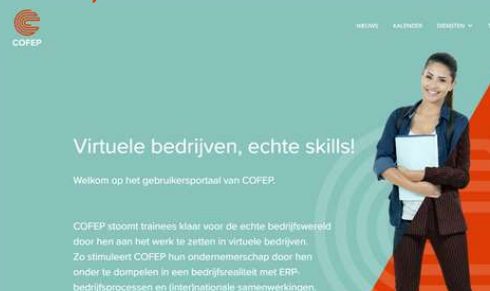 COFEP
NIEUWS KALENDER DIENSTEN
Virtuele bedrijven, echte skills!
Welkom op het gebruikersportaal van COFEP.
COFEP stoomt trainees klaar voor de echte bedrijfswereld
door hen aan het werk te zetten in virtuele bedrijven.
Zo stimuleert COFEP hun ondernemerschap door hen
onder te dompelen in een bedrijfsrealiteit met ERP-
bedrijfsprocessen en (inter)nationale samenwerkingen.